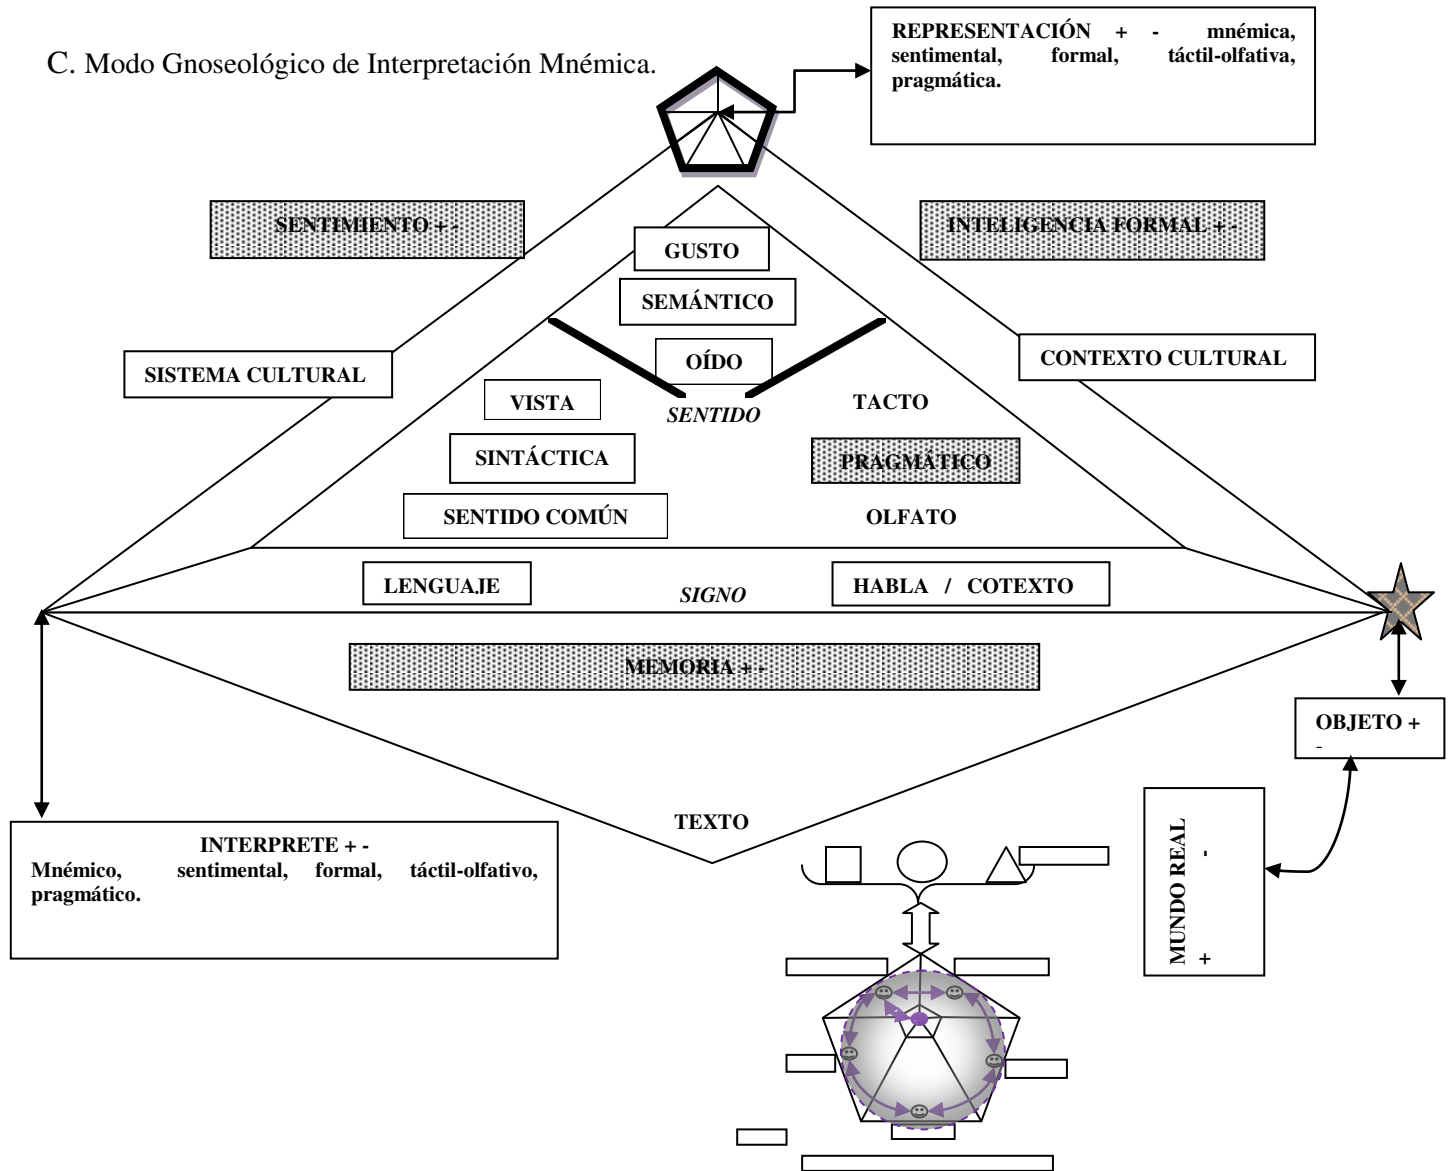 C. Modo Gnoseológico de Interpretación Mnémica.
REPRESENTACIÓN + - mnémica,
sentimental, formal, táctil-olfativa,
pragmática.
SENTIMIENTO + -
INTELIGENCIA FORMAL + -
GUSTO
SEMÁNTICO
OÍDO
SISTEMA CULTURAL
CONTEXTO CULTURAL
VISTA
SENTIDO
TACTO
SINTÁCTICA
PRAGMÁTICO
SENTIDO COMÚN
OLFATO
LENGUAJE
SIGNO
HABLA / COTEXTO
MEMORIA + -
OBJETO +
-
TEXTO
INTERPRETE + -
Mnémico, sentimental, formal, táctil-olfativo,
pragmático.
MUNDO REAL -
+